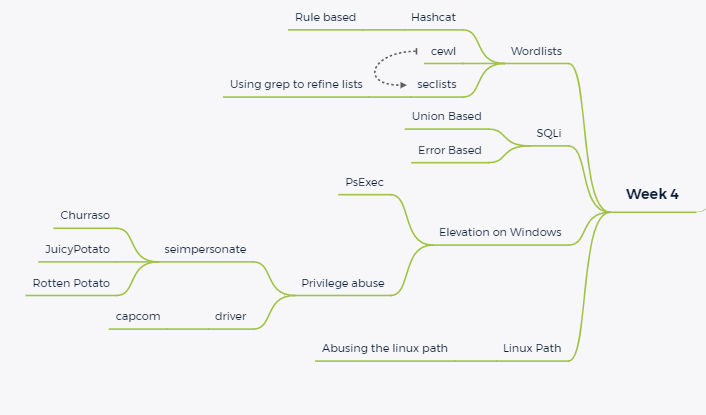 Rule based
Hashcat
cewl
Wordlists
Using grep to refine lists
seclists
Union Based
SQLi
Error Based
PsExec
Week 4
Churraso
Elevation on Windows
JuicyPotato
seimpersonate
Rotten Potato
Privilege abuse
capcom
driver
Abusing the linux path
Linux Path